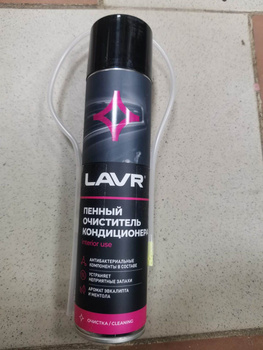 LAVR
ПЕННЫЙ
ОЧИСТИТЕЛЬ
КОНДИЦИОНЕРА
Interior use
АНТИБАКТЕРИАЛЬНЫЕ
КОМПОНЕНТЫ В СОСТАВЕ
УСТРАНЯЕТ
НЕПРИЯТНЫЕ ЗАПАХИ
АРОМАТ ЭВКАЛИПТА
И МЕНТОЛА
ОЧИСТКА / CLEANING